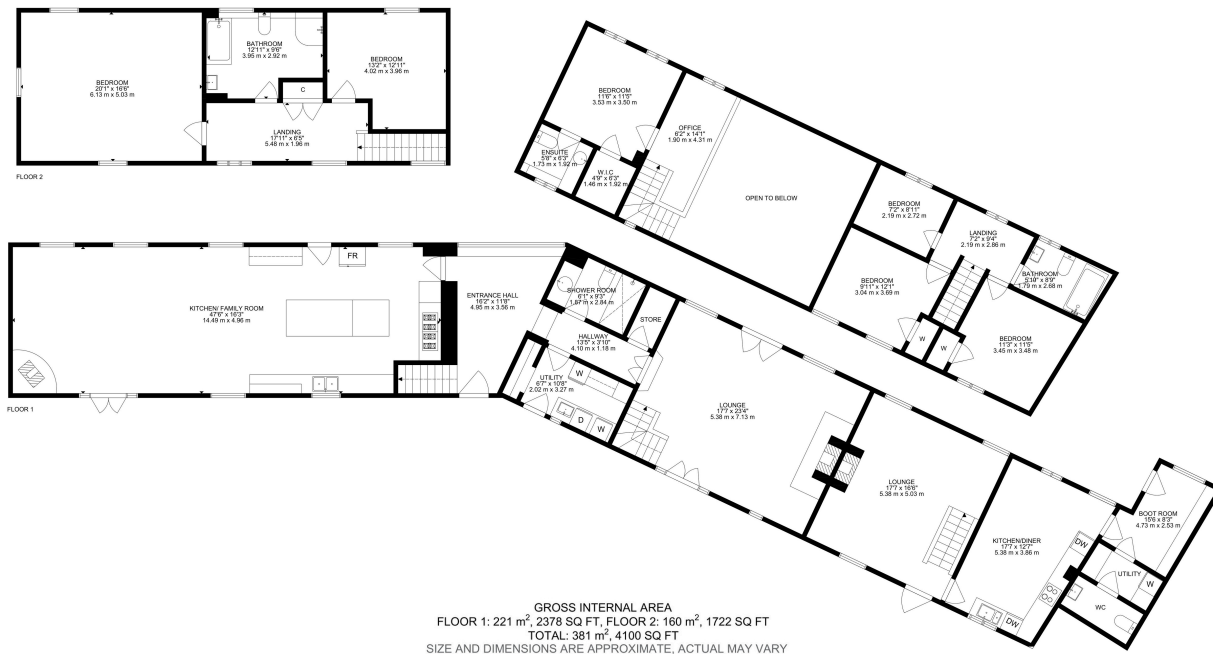 BEDROOM
20'1" x 16'6"
6.13 m x 5.03 m
BATHROOM
12'11" x 9'6"
3.95 m x 2.92 m
BEDROOM
13'2" x 12'11"
4.02 m x 3.96 m
C
LANDING
17'11" x 6'5"
5.48 m x 1.96 m
FLOOR 2
BEDROOM
11'6" x 11'5"
3.53 m x 3.50 m
OFFICE
6'2" x 14'1"
1.90 m x 4.31 m
ENSUITE
5'8" x 6'3"
1.73 m x 1.92 m
W.I.C
4'9" x 6'3"
1.46 m x 1.92 m
OPEN TO BELOW
BEDROOM
7'2" x 8'11"
2.19 m x 2.72 m
LANDING
7'2" x 9'4"
2.19 m x 2.86 m
BATHROOM
5'10" x 8'9"
1.79 m x 2.68 m
BEDROOM
9'11" x 12'1"
3.04 m x 3.69 m
W
W
BEDROOM
11'3" x 11'5"
3.45 m x 3.48 m
FR
KITCHEN/ FAMILY ROOM
47'6" x 16'3"
14.49 m x 4.96 m
ENTRANCE HALL
16'2" x 11'8"
4.95 m x 3.56 m
SHOWER ROOM
6'1" x 9'3"
1.87 m x 2.84 m
STORE
HALLWAY
13'5" x 3'10"
4.10 m x 1.18 m
UTILITY
6'7" x 10'8"
2.02 m x 3.27 m
W
D
W
LOUNGE
17'7" x 23'4"
5.38 m x 7.13 m
LOUNGE
17'7" x 16'6"
5.38 m x 5.03 m
KITCHEN/DINER
17'7" x 12'7"
5.38 m x 3.86 m
DW
DW
BOOT ROOM
15'6" x 8'3"
4.73 m x 2.53 m
UTILITY
W
WC
FLOOR 1
GROSS INTERNAL AREA
FLOOR 1: 221 m², 2378 SQ FT, FLOOR 2: 160 m², 1722 SQ FT
TOTAL: 381 m², 4100 SQ FT
SIZE AND DIMENSIONS ARE APPROXIMATE, ACTUAL MAY VARY